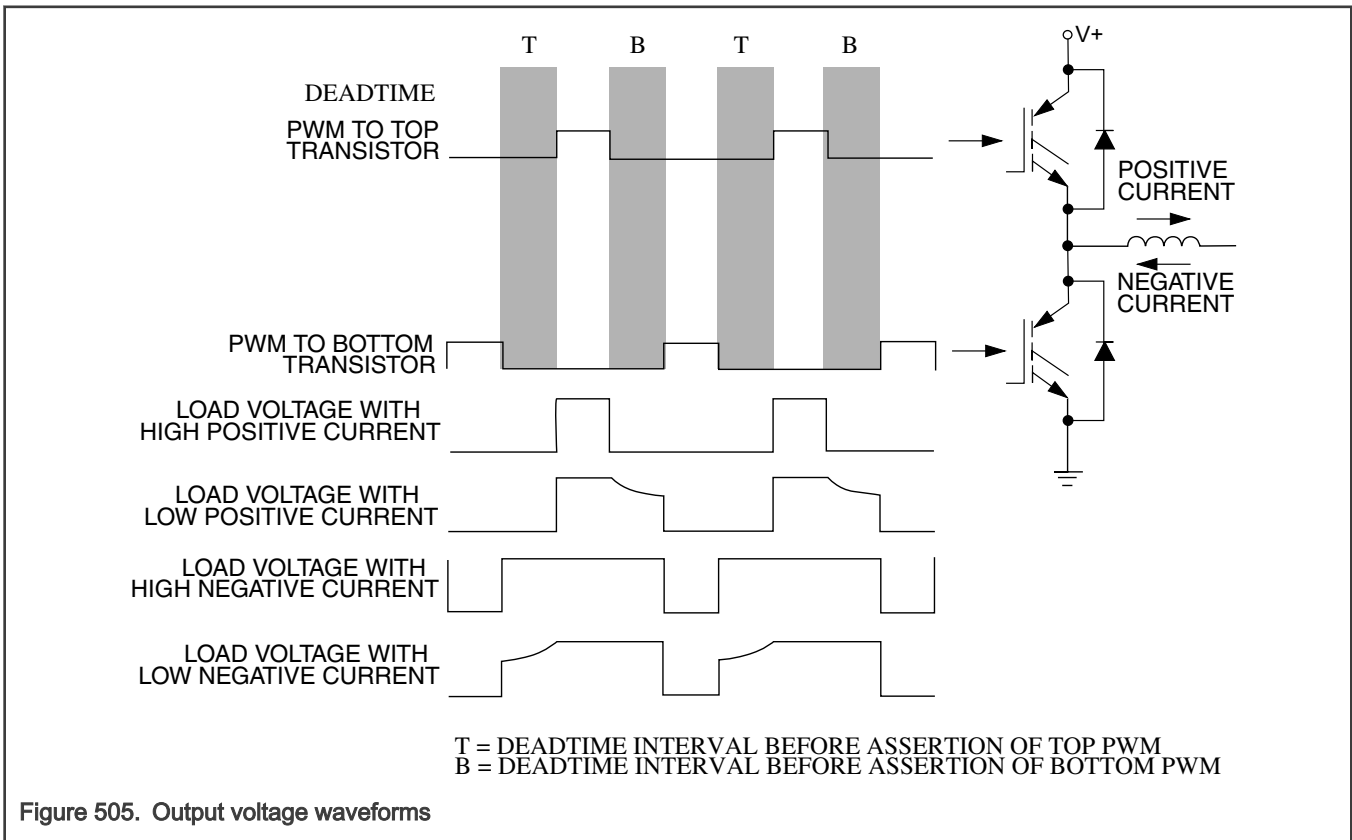 T B T B
V+
DEADTIME
PWM TO TOP
TRANSISTOR
POSITIVE
CURRENT
NEGATIVE
CURRENT
PWM TO BOTTOM
TRANSISTOR
LOAD VOLTAGE WITH
HIGH POSITIVE CURRENT
LOAD VOLTAGE WITH
LOW POSITIVE CURRENT
LOAD VOLTAGE WITH
HIGH NEGATIVE CURRENT
LOAD VOLTAGE WITH
LOW NEGATIVE CURRENT
T = DEADTIME INTERVAL BEFORE ASSERTION OF TOP PWM
B = DEADTIME INTERVAL BEFORE ASSERTION OF BOTTOM PWM
Figure 505. Output voltage waveforms